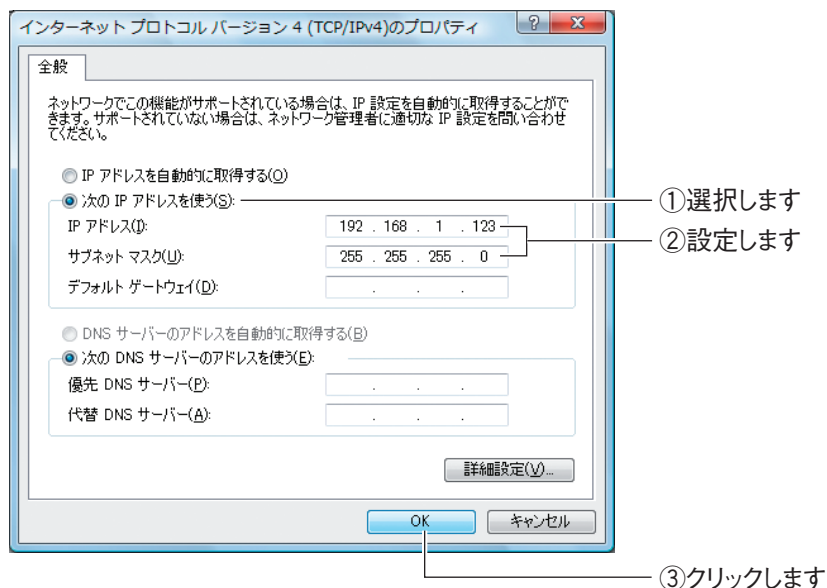 インターネット プロトコル バージョン 4 (TCP/IPv4)のプロパティ
全般
ネットワークでこの機能がサポートされている場合は、IP 設定を自動的に取得することがで
きます。サポートされていない場合は、ネットワーク管理者に適切な IP 設定を問い合わせ
てください。
IP アドレスを自動的に取得する(O)
次の IP アドレスを使う(S):
①選択します
IP アドレス(I):
192 . 168 . 1 . 123
②設定します
サブネット マスク(U):
255 . 255 . 255 . 0
デフォルト ゲートウェイ(D):
. . .
DNS サーバーのアドレスを自動的に取得する(B)
次の DNS サーバーのアドレスを使う(E):
優先 DNS サーバー(P):
. . .
代替 DNS サーバー(A):
. . .
詳細設定(V)...
OK
キャンセル
③クリックします